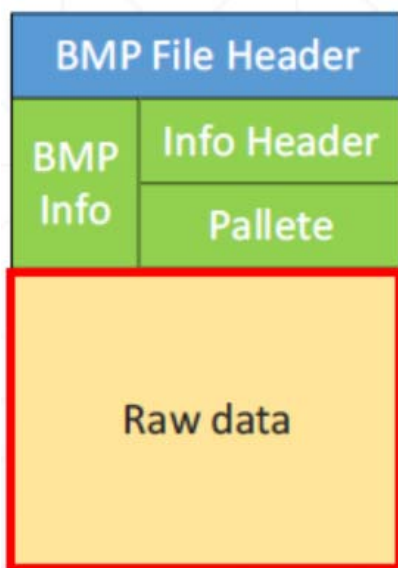 BMP File Header
BMP
Info
Info Header
Pallete
Raw data